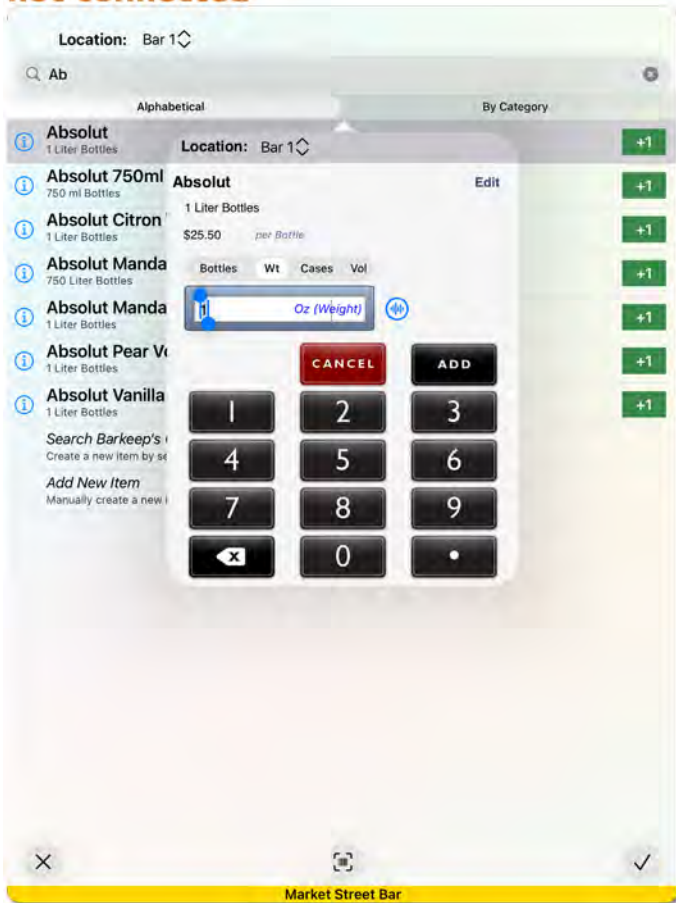 Location: Bar 1
Ab
Alphabetical By Category
Absolut
1 Liter Bottles
+1
Absolut 750ml
750 ml Bottles
+1
Absolut Citron
1 Liter Bottles
+1
Absolut Manda
750 Liter Bottles
+1
Absolut Manda
1 Liter Bottles
+1
Absolut Pear
1 Liter Bottles
+1
Absolut Vanilla
1 Liter Bottles
+1
Search Barkeep's
Create a new item by
Add New Item
Manually create a new
Location: Bar 1
Absolut Edit
1 Liter Bottles
$25.50 per Bottle
Bottles Wt Cases Vol
1 Oz (Weight)
CANCEL ADD
1 2 3
4 5 6
7 8 9
0 •
Market Street Bar